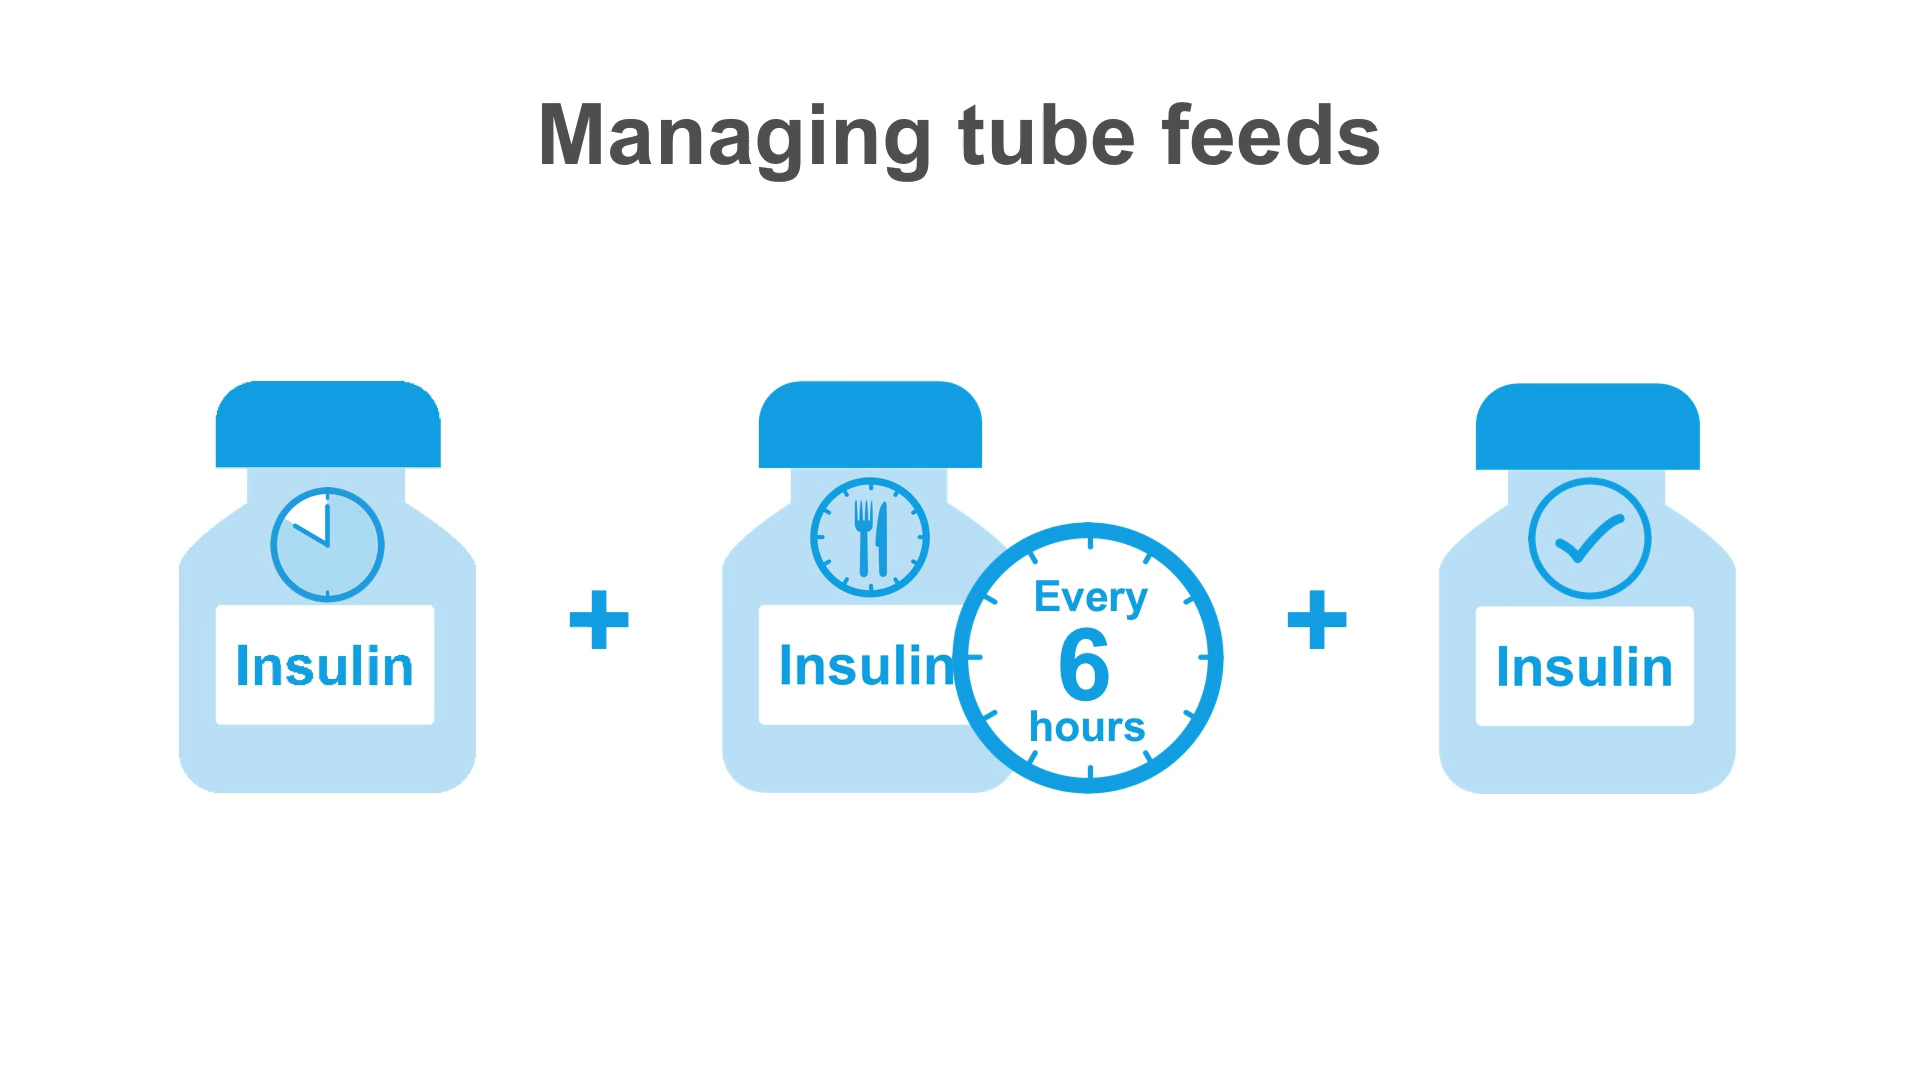 Managing tube feeds
Insulin
+
Insulin
Every
6
hours
+
Insulin